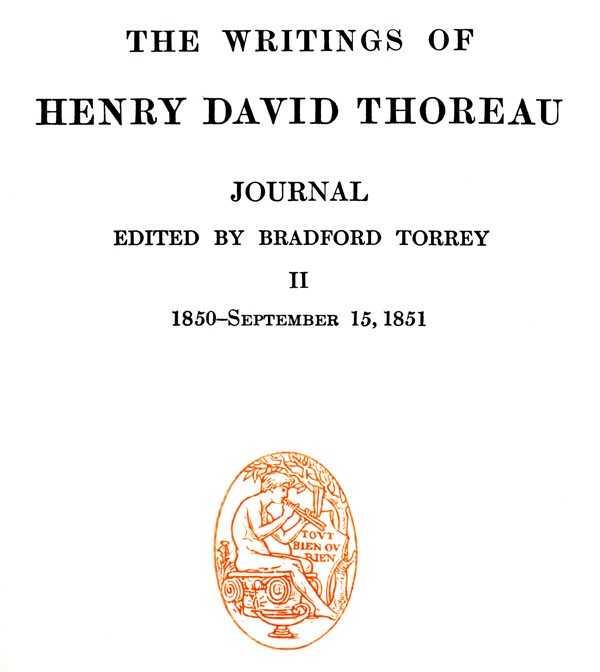 THE WRITINGS OF
HENRY DAVID THOREAU
JOURNAL
EDITED BY BRADFORD TORREY
II
1850–SEPTEMBER 15, 1851
TOVT
BIEN OV
RIEN